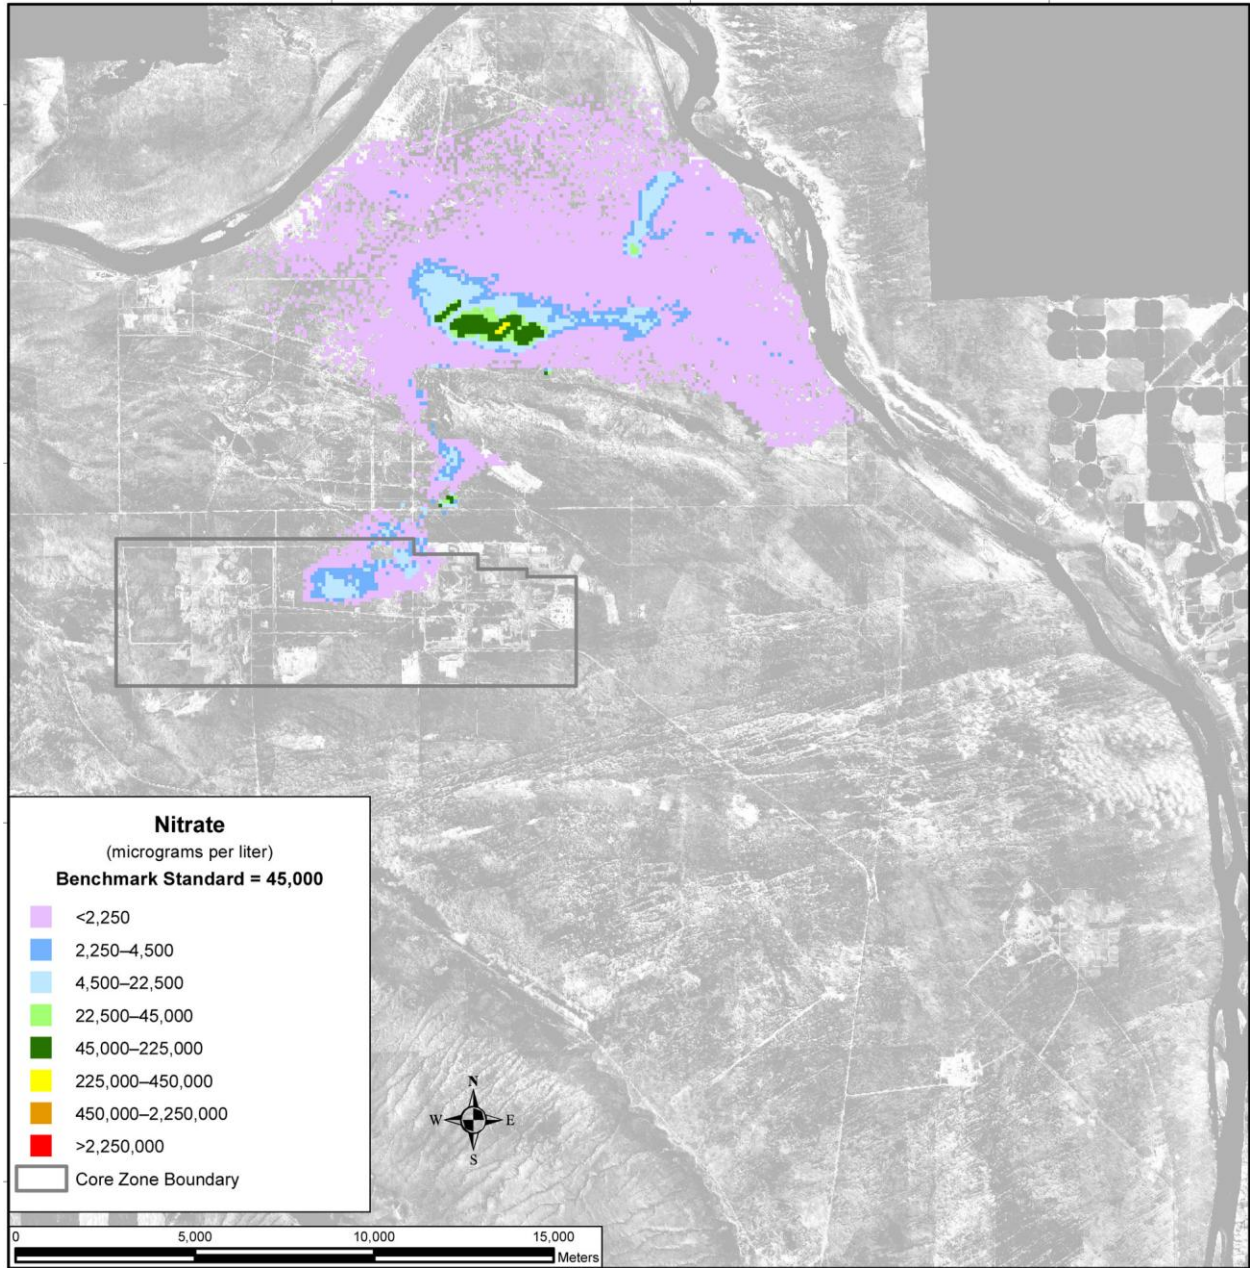 N
W E
S
Nitrate
(micrograms per liter)
Benchmark Standard = 45,000
<2,250
2,250–4,500
4,500–22,500
22,500–45,000
45,000–225,000
225,000–450,000
450,000–2,250,000
>2,250,000
Core Zone Boundary
0 5,000 10,000 15,000
Meters